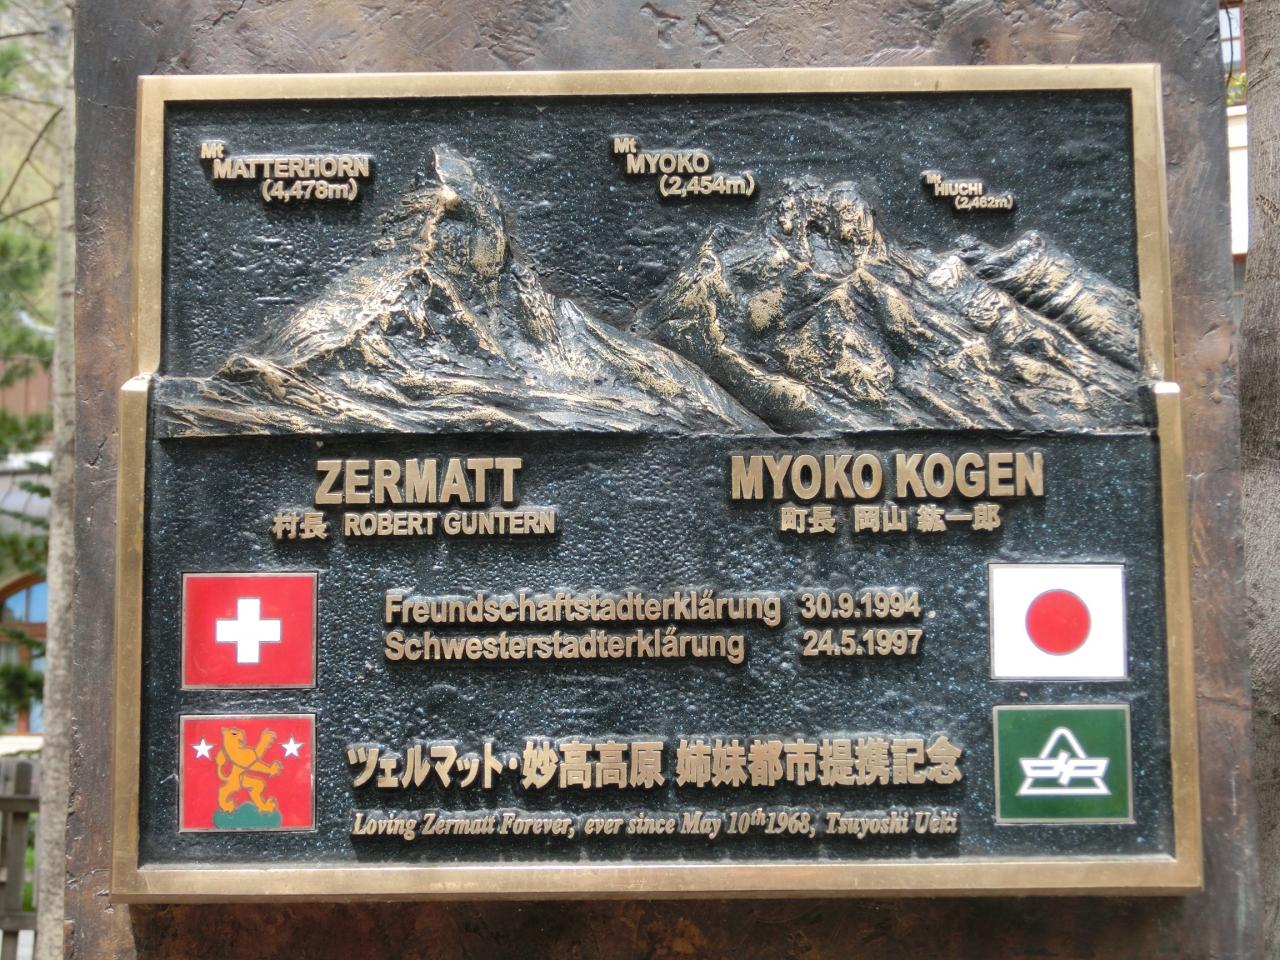 Mt MATTERHORN
(4,478m)
Mt MYOKO
(2,454m)
Mt HIUCHI
(2,462m)
ZERMATT
村長 ROBERT GUNTERN
MYOKO KOGEN
町長 岡山 紘一郎
Freundschaftstadterklärung 30.9.1994
Schwesterstadterklärung 24.5.1997
ツェルマット・妙高高原 姉妹都市提携記念
Loving Zermatt Forever, ever since May 10th 1968, Tsuyoshi Ueki